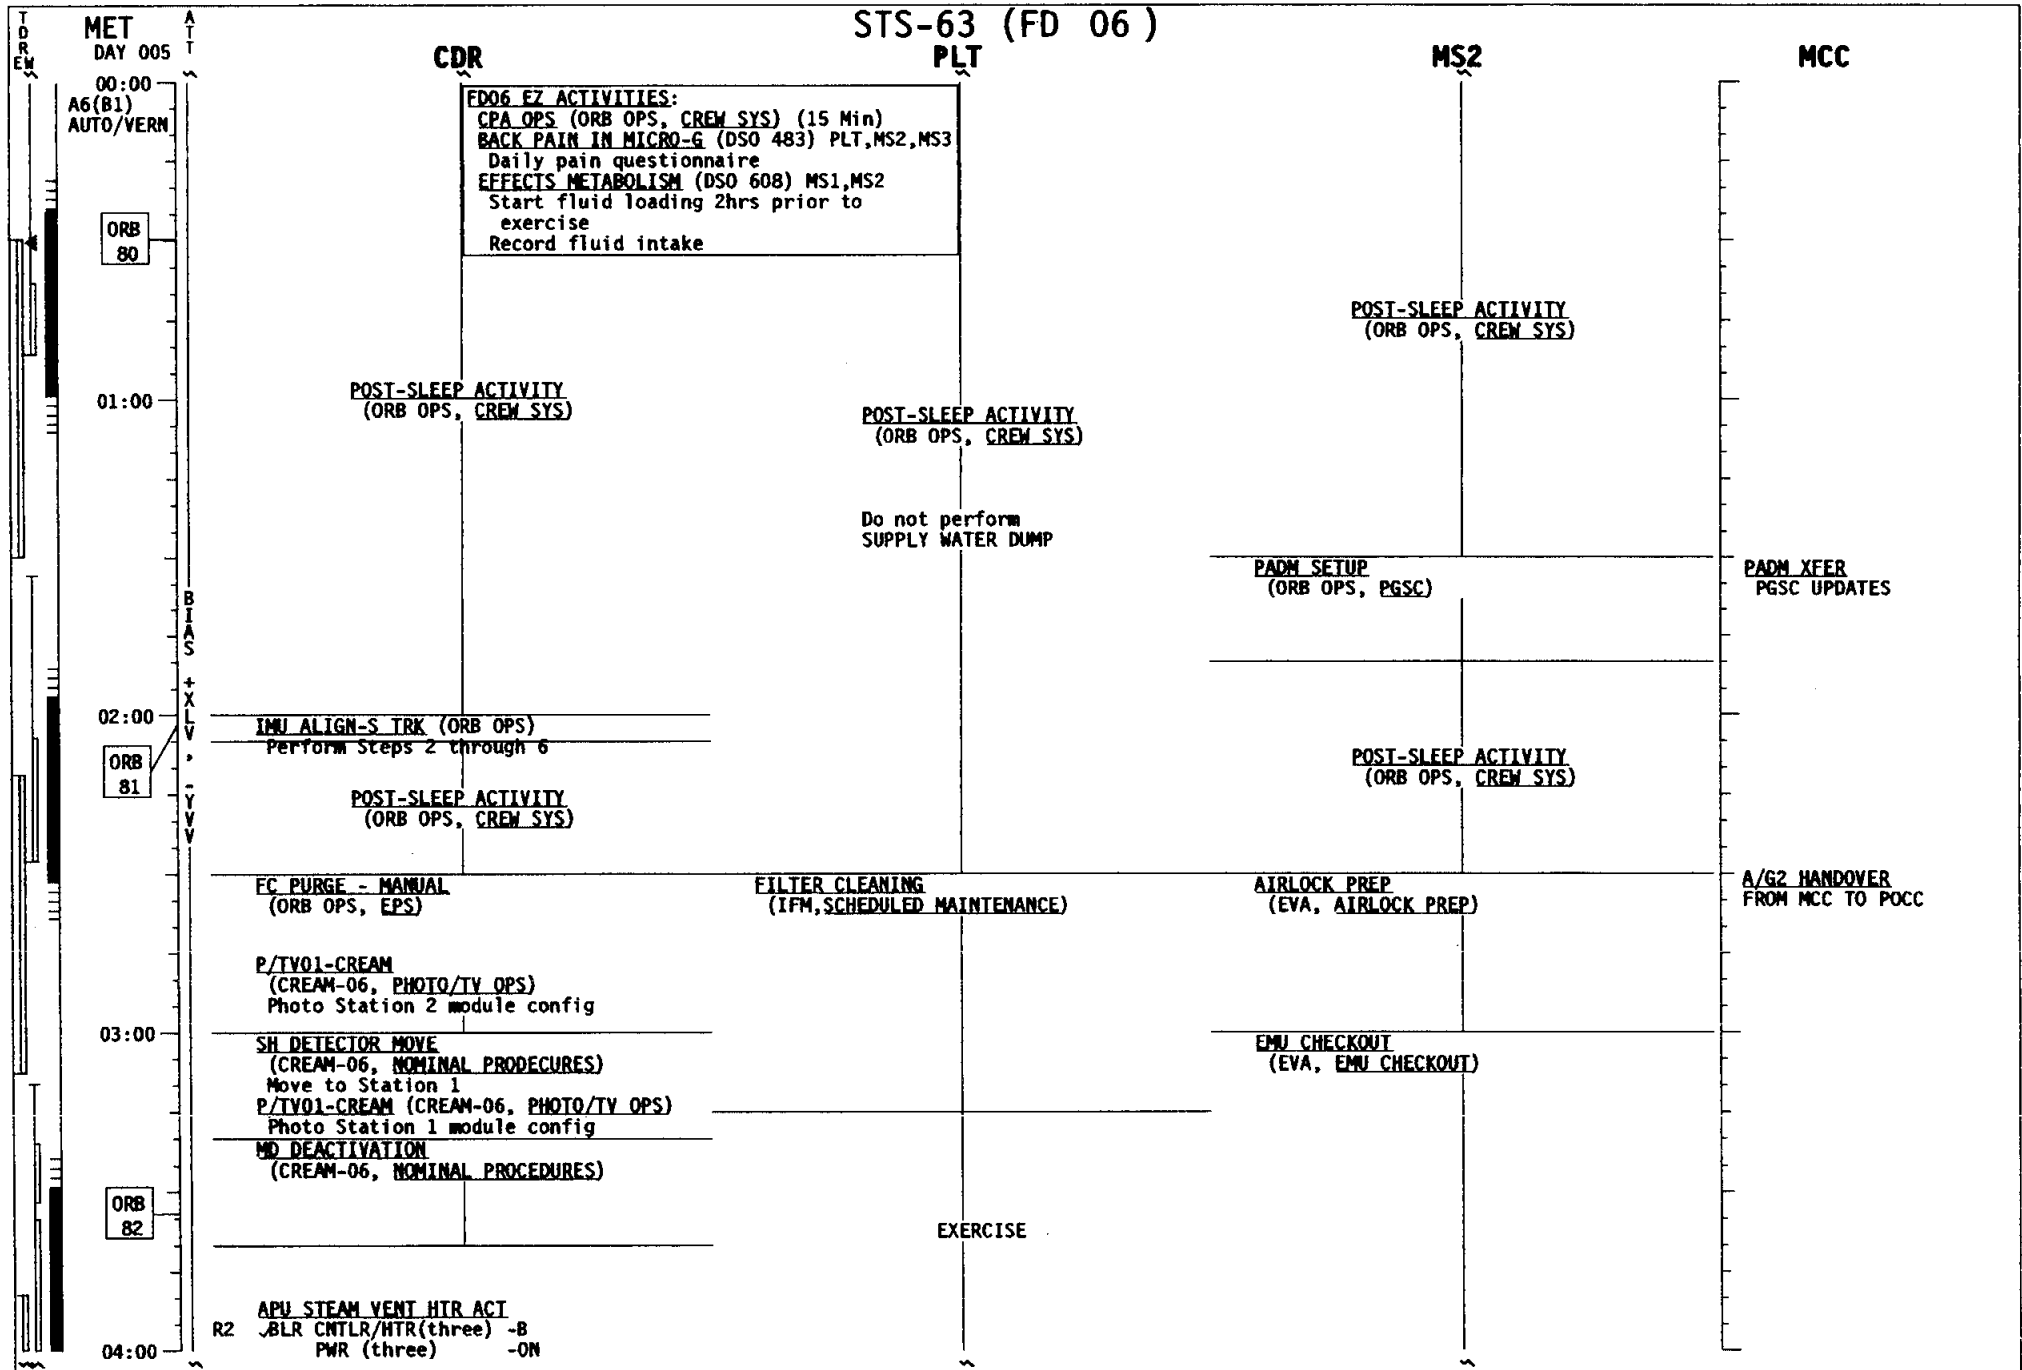 STS-63 (FD 06 )
TDRE W
MET
DAY 005
ATT
CDR
PLT
MS2
MCC
00:00
A6(B1)
AUTO/VERN
FD06 EZ ACTIVITIES:
CPA OPS (ORB OPS, CREW SYS) (15 Min)
BACK PAIN IN MICRO-G (DSO 483) PLT,MS2,MS3
Daily pain questionnaire
EFFECTS METABOLISM (DSO 608) MS1,MS2
Start fluid loading 2hrs prior to
exercise
Record fluid intake
ORB
80
POST-SLEEP ACTIVITY
(ORB OPS, CREW SYS)
01:00
POST-SLEEP ACTIVITY
(ORB OPS, CREW SYS)
POST-SLEEP ACTIVITY
(ORB OPS, CREW SYS)
Do not perform
SUPPLY WATER DUMP
PADM SETUP
(ORB OPS, PGSC)
PADM XFER
PGSC UPDATES
BIAS +XLV, -YVV
02:00
IMU ALIGN-S TRK (ORB OPS)
Perform Steps 2 through 6
ORB
81
POST-SLEEP ACTIVITY
(ORB OPS, CREW SYS)
POST-SLEEP ACTIVITY
(ORB OPS, CREW SYS)
FC PURGE - MANUAL
(ORB OPS, EPS)
FILTER CLEANING
(IFM,SCHEDULED MAINTENANCE)
AIRLOCK PREP
(EVA, AIRLOCK PREP)
A/G2 HANDOVER
FROM MCC TO POCC
P/TV01-CREAM
(CREAM-06, PHOTO/TV OPS)
Photo Station 2 module config
03:00
SH DETECTOR MOVE
(CREAM-06, NOMINAL PRODECURES)
Move to Station 1
P/TV01-CREAM (CREAM-06, PHOTO/TV OPS)
Photo Station 1 module config
EMU CHECKOUT
(EVA, EMU CHECKOUT)
MD DEACTIVATION
(CREAM-06, NOMINAL PROCEDURES)
ORB
82
EXERCISE
APU STEAM VENT HTR ACT
R2 √BLR CNTLR/HTR(three) -B
PWR (three) -ON
04:00